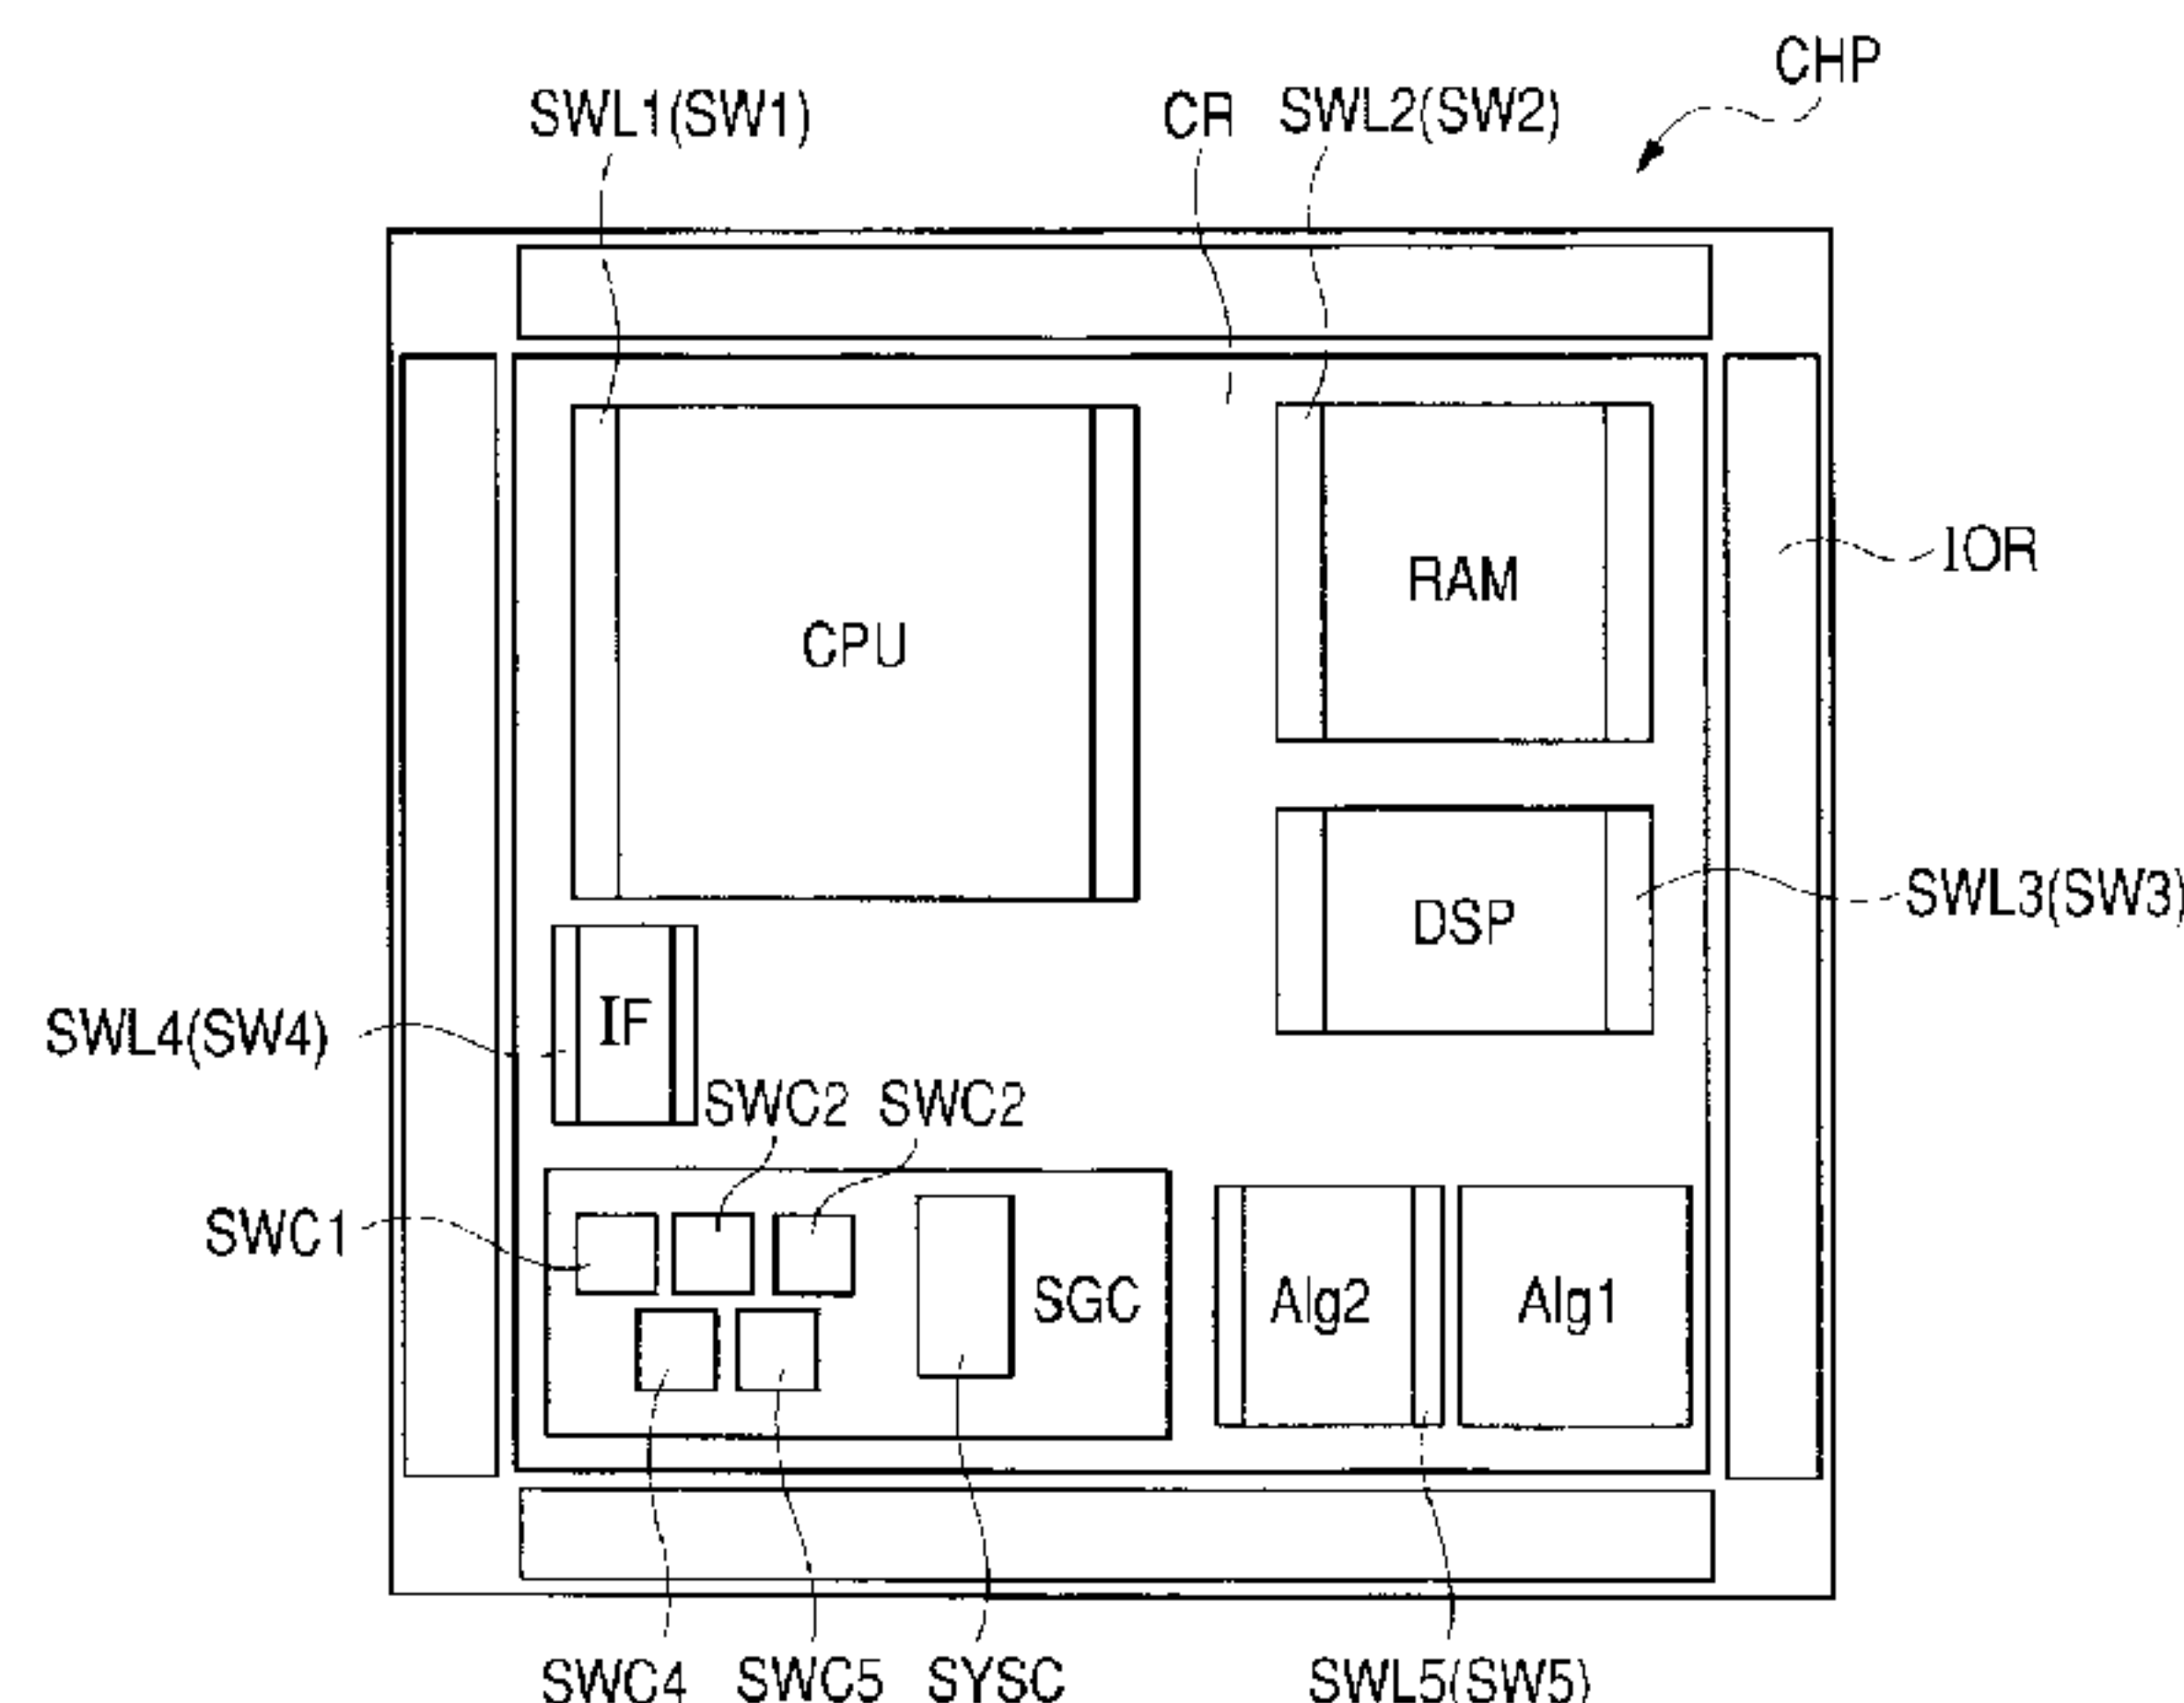 CHP
SWL1(SW1) CR SWL2(SW2)
IOR
RAM
CPU
SWL3(SW3)
DSP
IF
SWL4(SW4)
SWC2 SWC2
SWC1
SGC Alg2 Alg1
SWC4 SWC5 SYSC SWL5(SW5)